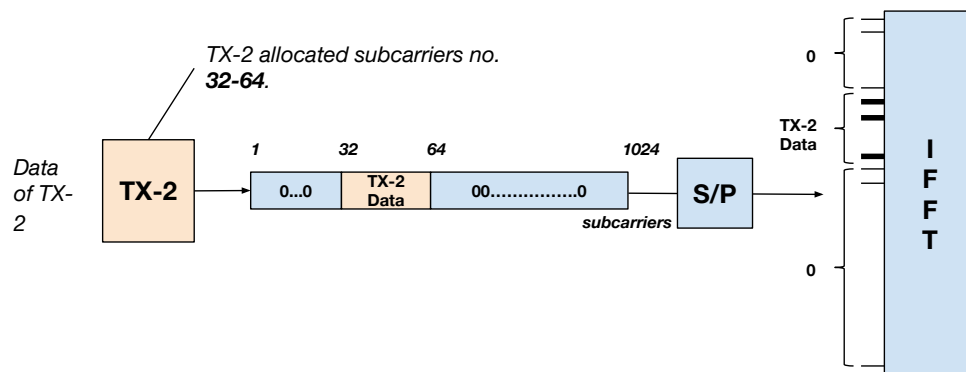 TX-2 allocated subcarriers no.
32-64.
Data
of TX-
2
TX-2
1
32
64
1024
0...0
TX-2
Data
00..............0
subcarriers
S/P
0
TX-2
Data
0
I
F
F
T